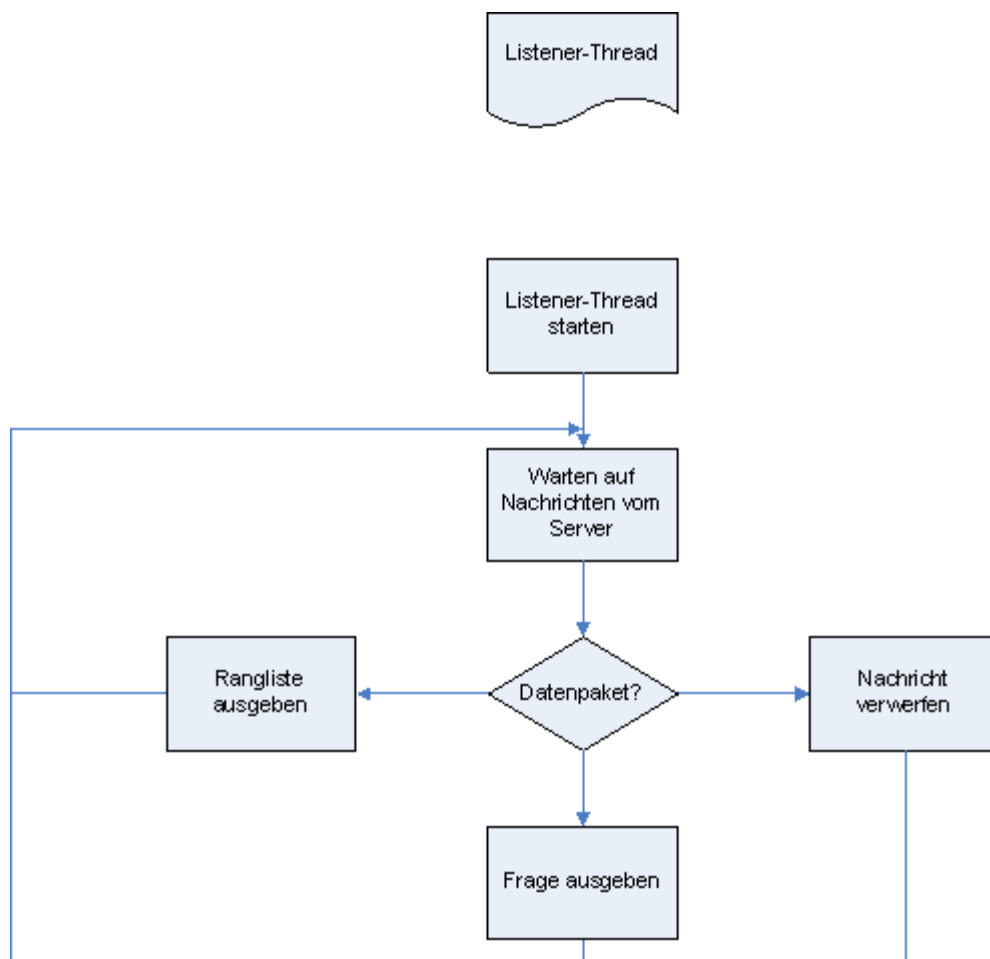 Listener-Thread
Listener-Thread
starten
Warten auf
Nachrichten vom
Server
Rangliste
ausgeben
Datenpaket?
Nachricht
verwerfen
Frage ausgeben